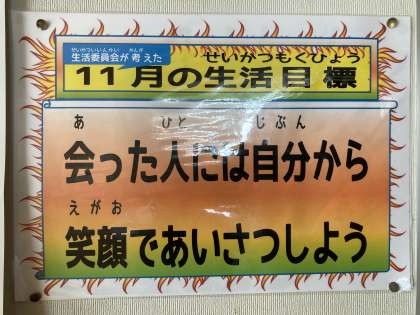 せいかついいんかい かんが
生活委員会が考えた
せいかつもくひょう
11月の生活目標
あ ひと じぶん
会った人には自分から
えがお
笑顔であいさつしよう